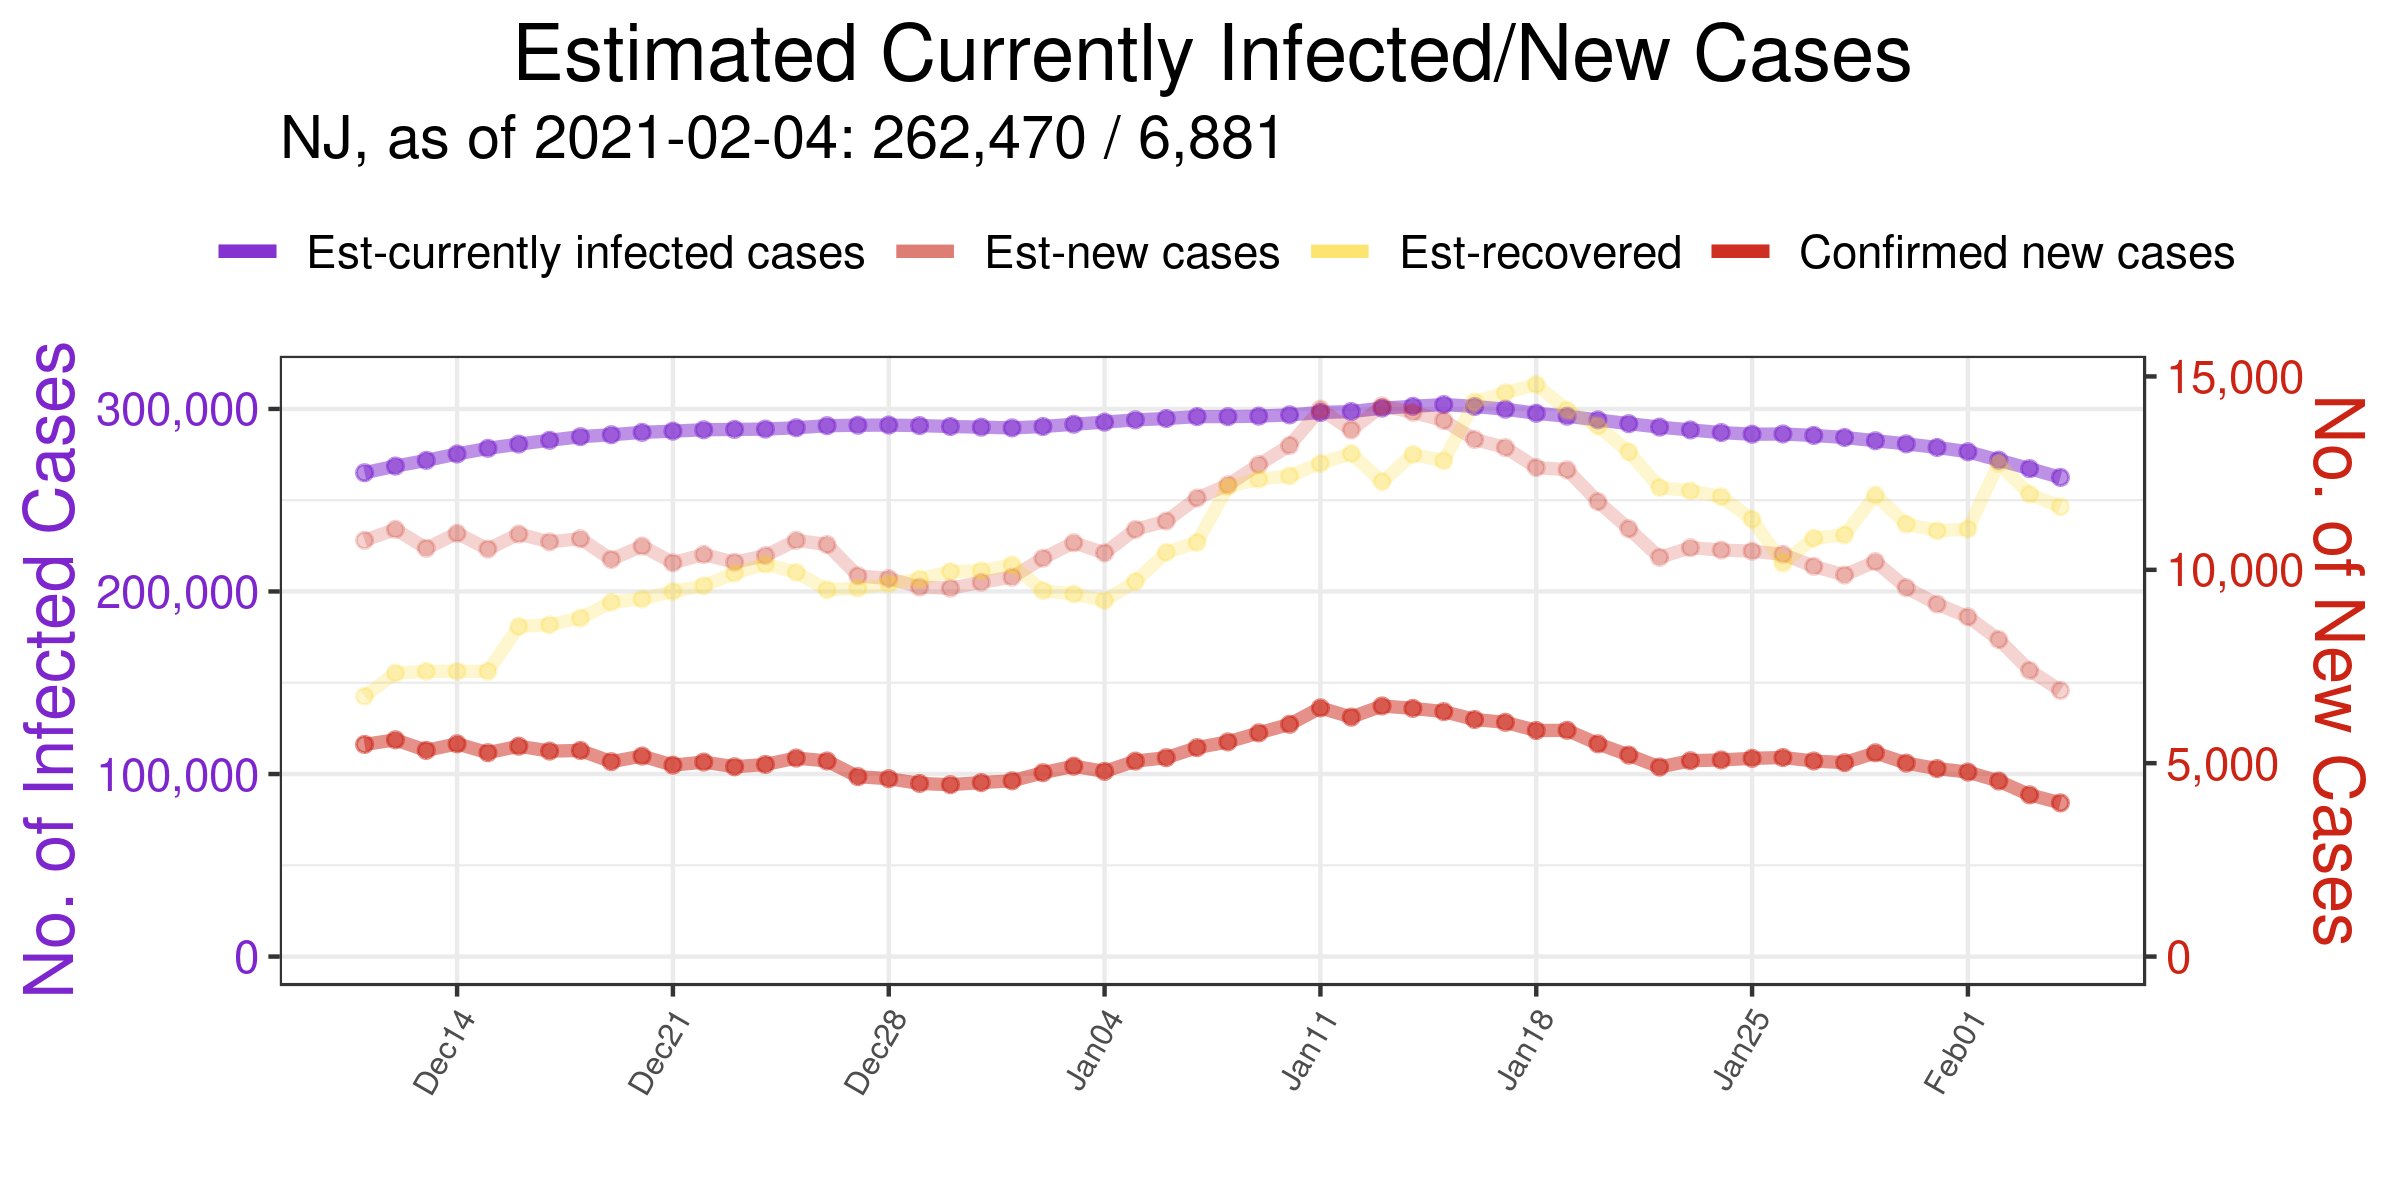 Estimated Currently Infected/New Cases
NJ, as of 2021-02-04: 262,470 / 6,881
Est-currently infected cases Est-new cases Est-recovered Confirmed new cases
No. of Infected Cases
300,000
200,000
100,000
0
15,000
10,000
5,000
0
No. of New Cases
Dec14 Dec21 Dec28 Jan04 Jan11 Jan18 Jan25 Feb01